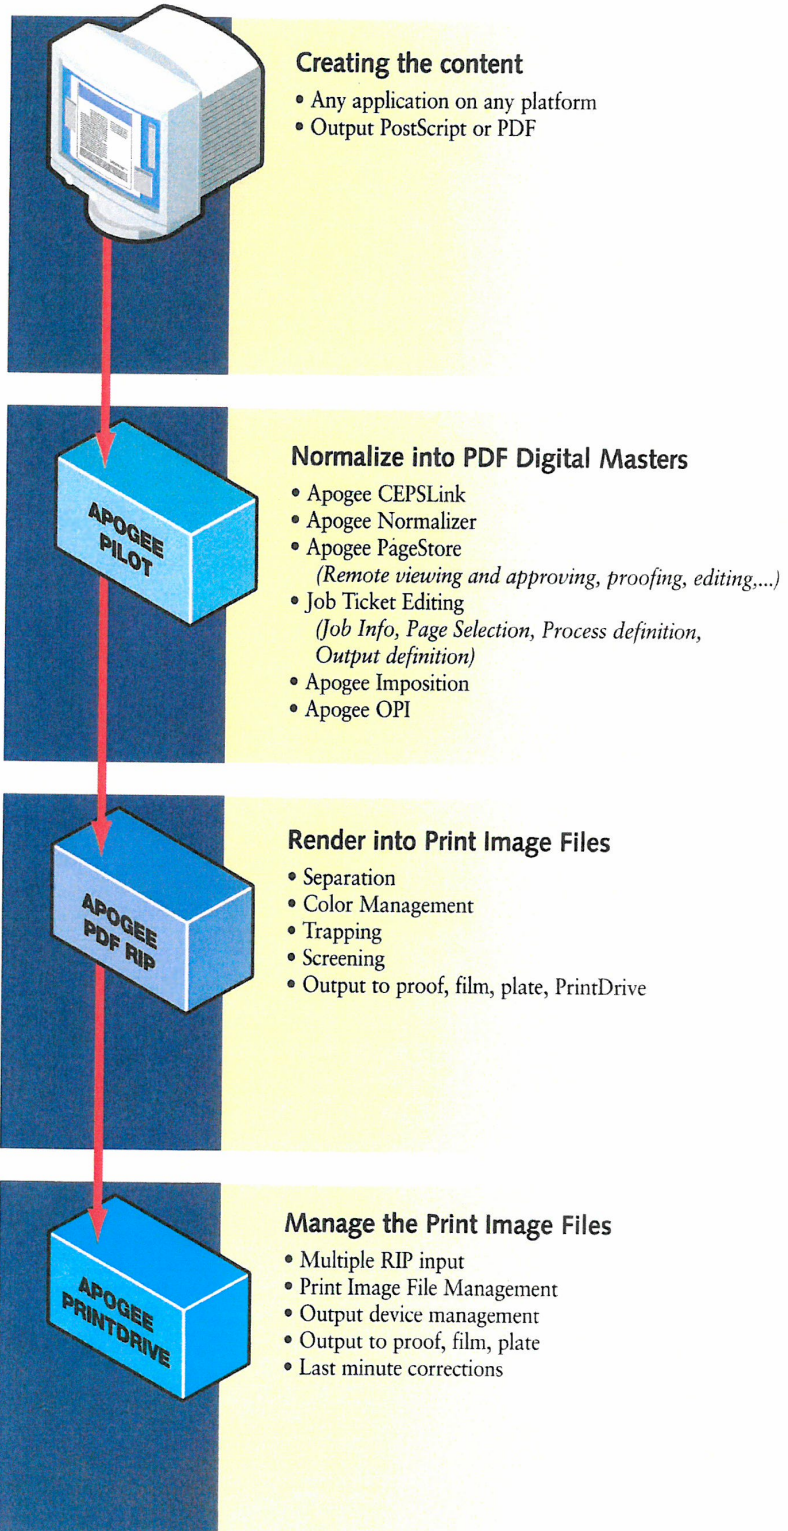 Creating the content
• Any application on any platform
• Output PostScript or PDF
APOGEE
PILOT
Normalize into PDF Digital Masters
• Apogee CEPSLink
• Apogee Normalizer
• Apogee PageStore
(Remote viewing and approving, proofing, editing,...)
• Job Ticket Editing
(Job Info, Page Selection, Process definition,
Output definition)
• Apogee Imposition
• Apogee OPI
APOGEE
PDF RIP
Render into Print Image Files
• Separation
• Color Management
• Trapping
• Screening
• Output to proof, film, plate, PrintDrive
APOGEE
PRINTDRIVE
Manage the Print Image Files
• Multiple RIP input
• Print Image File Management
• Output device management
• Output to proof, film, plate
• Last minute corrections